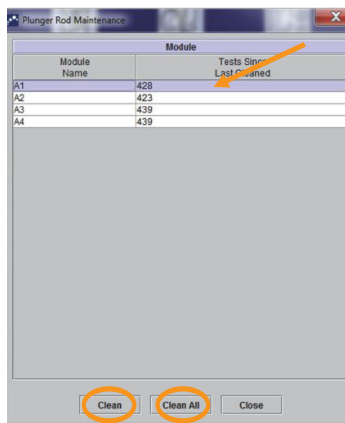 Plunger Rod Maintenance
Module
Module Name
Tests Since Last Cleaned
A1 428
A2 423
A3 439
A4 439
Clean Clean All Close